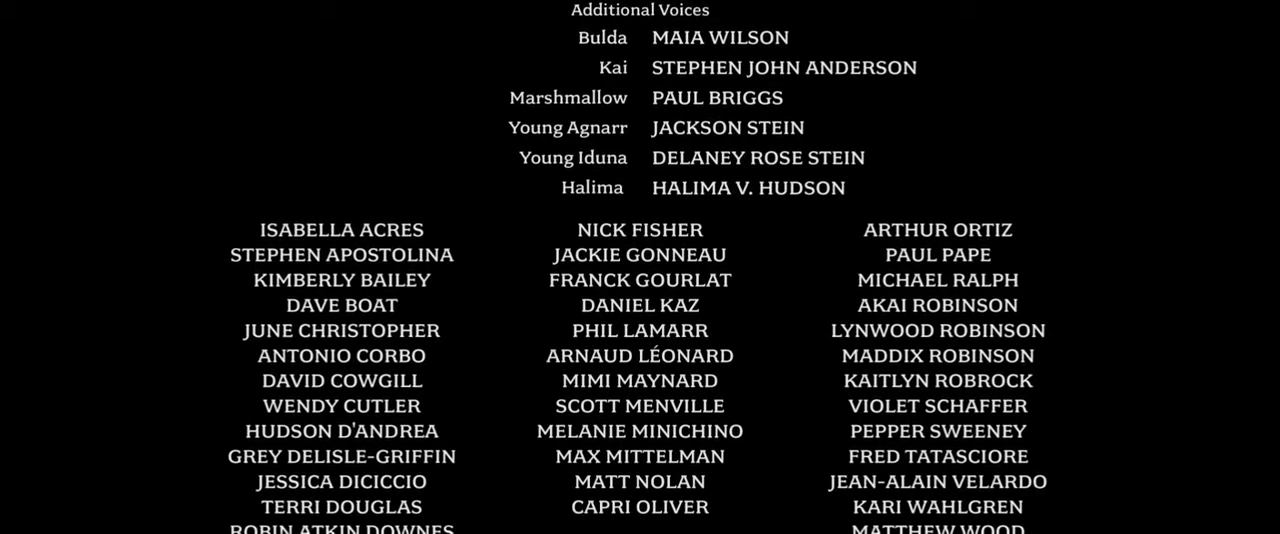 Additional Voices
Bulda MAIA WILSON
Kai STEPHEN JOHN ANDERSON
Marshmallow PAUL BRIGGS
Young Agnarr JACKSON STEIN
Young Iduna DELANEY ROSE STEIN
Halima HALIMA V. HUDSON
ISABELLA ACRES NICK FISHER ARTHUR ORTIZ
STEPHEN APOSTOLINA JACKIE GONNEAU PAUL PAPE
KIMBERLY BAILEY FRANCK GOURLAT MICHAEL RALPH
DAVE BOAT DANIEL KAZ AKAI ROBINSON
JUNE CHRISTOPHER PHIL LAMARR LYNWOOD ROBINSON
ANTONIO CORBO ARNAUD LÉONARD MADDIX ROBINSON
DAVID COWGILL MIMI MAYNARD KAITLYN ROBROCK
WENDY CUTLER SCOTT MENVILLE VIOLET SCHAFFER
HUDSON D'ANDREA MELANIE MINICHINO PEPPER SWEENEY
GREY DELISLE-GRIFFIN MAX MITTELMAN FRED TATASCIORE
JESSICA DICICCIO MATT NOLAN JEAN-ALAIN VELARDO
TERRI DOUGLAS CAPRI OLIVER KARI WAHLGREN
ROBIN ATKIN DOWNES MATTHEW WOOD